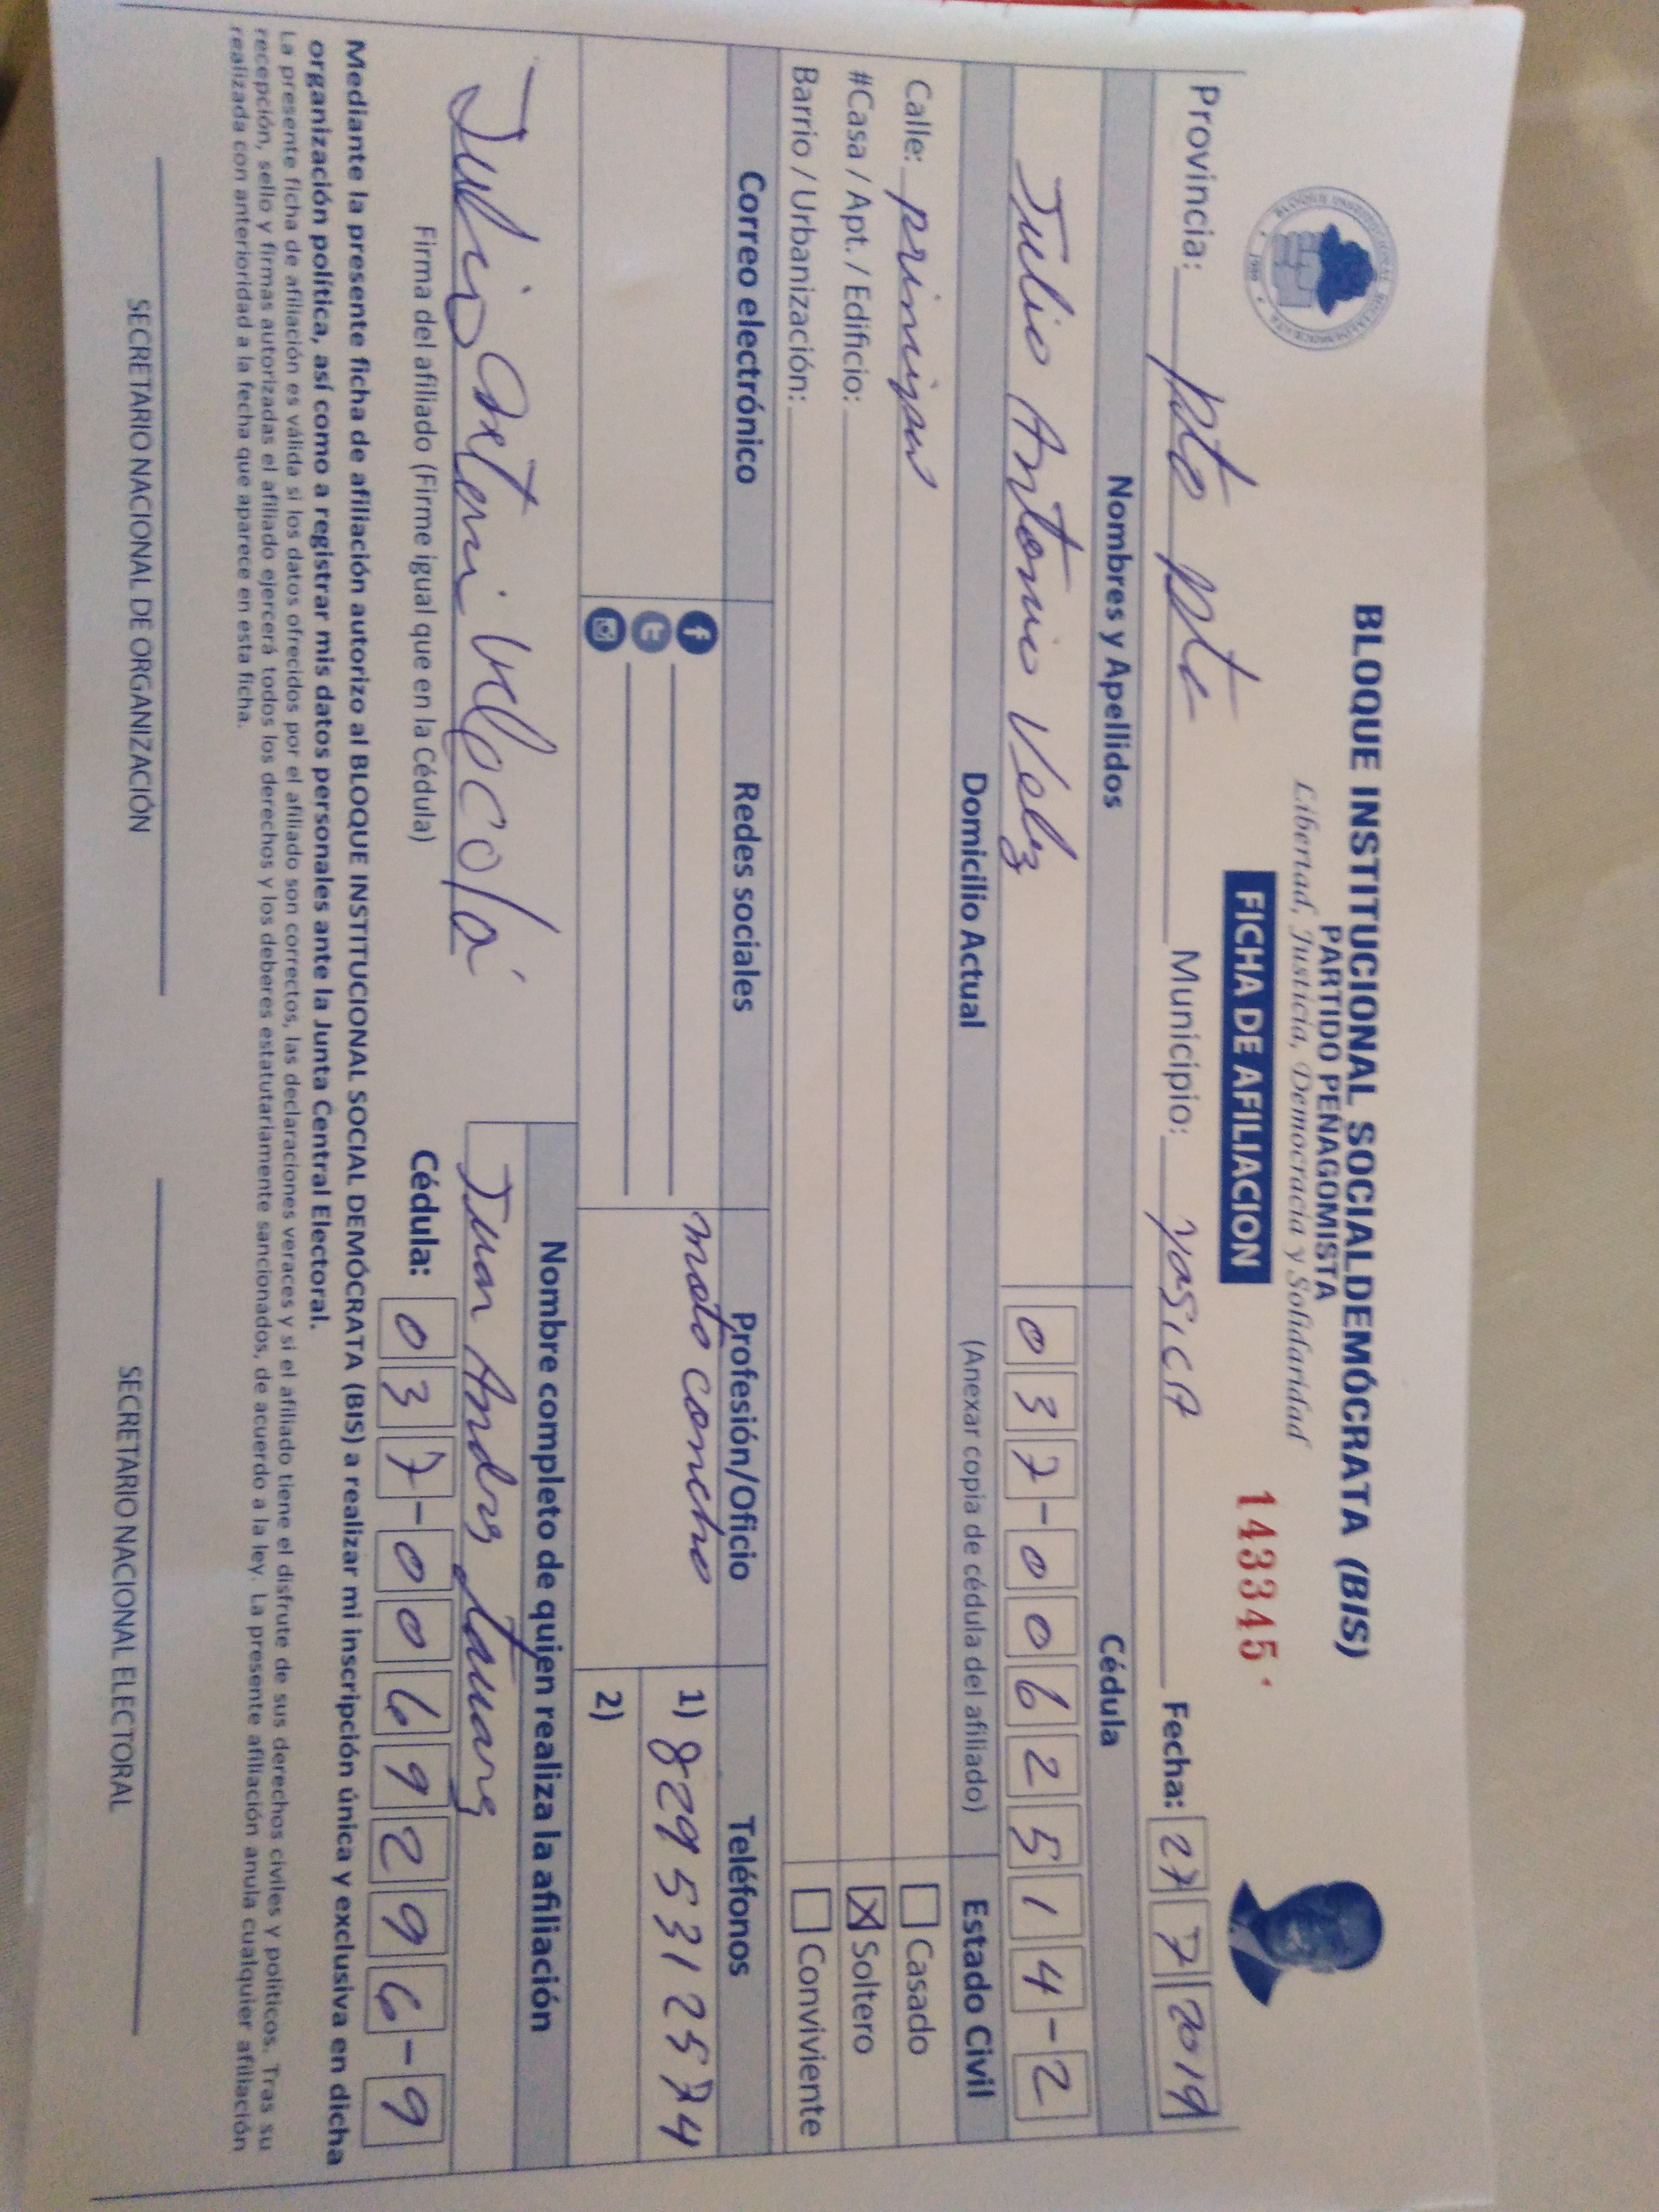 BLOQUE INSTITUCIONAL SOCIALDEMÓCRATA (BIS)
PARTIDO PEÑAGOMISTA
Libertad, Justicia, Democracia y Solidaridad
FICHA DE AFILIACION
143345
Provincia: pto pta Municipio: yasica Fecha: 27 7 2019
Nombres y Apellidos Cédula
Julio Antonio Velez 037-0062514-2
Domicilio Actual (Anexar copia de cédula del afiliado) Estado Civil
Calle: prinsipal Casado
#Casa / Apt. / Edificio: X Soltero
Barrio / Urbanización: Conviviente
Correo electrónico Redes sociales Profesión/Oficio Teléfonos
moto concho 1) 8295312574
2)
Nombre completo de quien realiza la afiliación
Julio Juan Andres
Firma del afiliado (Firme igual que en la Cédula) Cédula: 037-0069296-9
Mediante la presente ficha de afiliación autorizo al BLOQUE INSTITUCIONAL SOCIAL DEMÓCRATA (BIS) a realizar mi inscripción única y exclusiva en dicha
organización política, así como a registrar mis datos personales ante la Junta Central Electoral.
La presente ficha de afiliación es válida si los datos ofrecidos por el afiliado son correctos, las declaraciones veraces y si el afiliado tiene el disfrute de sus derechos civiles y políticos. Tras su
recepción, sello y firmas autorizadas el afiliado ejercerá todos los derechos y los deberes estatutariamente sancionados, de acuerdo a la ley. La presente afiliación anula cualquier afiliación
realizada con anterioridad a la fecha que aparece en esta ficha.
SECRETARIO NACIONAL DE ORGANIZACIÓN SECRETARIO NACIONAL ELECTORAL